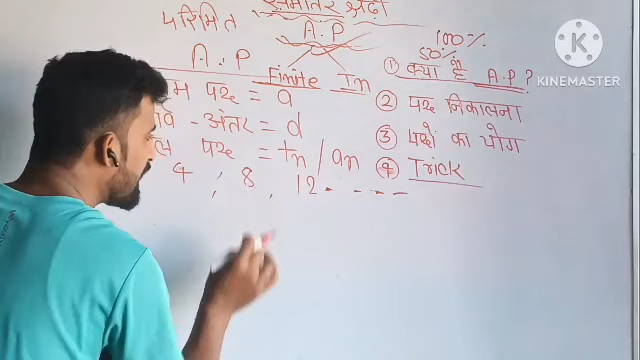 समांतर श्रेढ़ी
परिमित
A.P
100%
50%
① क्या है A.P?
A.P
Finite In
पद = a
② पद निकालना
अंतर = d
③ पदों का योग
पद = tn/an
④ Trick
4, 8, 12 - - - -
KINEMASTER